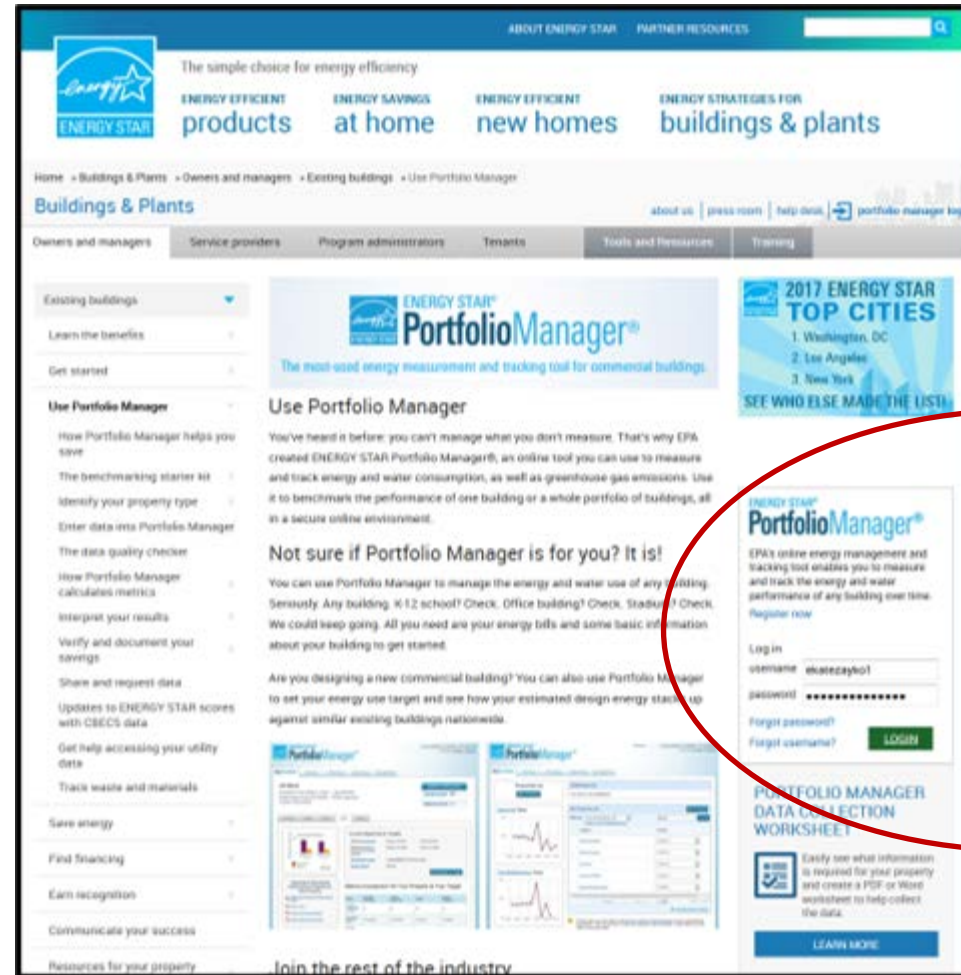 ABOUT ENERGY STAR PARTNER RESOURCES
energy
ENERGY STAR
The simple choice for energy efficiency
ENERGY EFFICIENT
products
ENERGY SAVINGS
at home
ENERGY EFFICIENT
new homes
ENERGY STRATEGIES FOR
buildings & plants
Home » Buildings & Plants » Owners and managers » Existing buildings » Use Portfolio Manager
Buildings & Plants
about us | press room | help desk | portfolio manager log
Owners and managers Service providers Program administrators Tenants Tools and Resources Training
Existing buildings
Learn the benefits
Get started
Use Portfolio Manager
How Portfolio Manager helps you
save
The benchmarking starter kit
Identify your property type
Enter data into Portfolio Manager
The data quality checker
How Portfolio Manager
calculates metrics
Interpret your results
Verify and document your
savings
Share and request data
Updates to ENERGY STAR scores
with CBECS data
Get help accessing your utility
data
Track waste and materials
Save energy
Find financing
Earn recognition
Communicate your success
Resources for your property
ENERGY STAR®
PortfolioManager®
The most-used energy measurement and tracking tool for commercial buildings
Use Portfolio Manager
You've heard it before: you can't manage what you don't measure. That's why EPA
created ENERGY STAR Portfolio Manager®, an online tool you can use to measure
and track energy and water consumption, as well as greenhouse gas emissions. Use
it to benchmark the performance of one building or a whole portfolio of buildings, all
in a secure online environment.
Not sure if Portfolio Manager is for you? It is!
You can use Portfolio Manager to manage the energy and water use of any building.
Seriously. Any building. K-12 school? Check. Office building? Check. Stadium? Check.
We could keep going. All you need are your energy bills and some basic information
about your building to get started.
Are you designing a new commercial building? You can also use Portfolio Manager
to set your energy use target and see how your estimated design energy stacks up
against similar existing buildings nationwide.
PortfolioManager
PortfolioManager
Join the rest of the industry
2017 ENERGY STAR
TOP CITIES
1. Washington, DC
2. Los Angeles
3. New York
SEE WHO ELSE MADE THE LIST!
ENERGY STAR®
PortfolioManager®
EPA's online energy management and
tracking tool enables you to measure
and track the energy and water
performance of any building over time.
Register now
Log in
username ekatezayko1
password ••••••••••••••
Forgot password?
Forgot username? LOGIN
PORTFOLIO MANAGER
DATA COLLECTION
WORKSHEET
Easily see what information
is required for your property
and create a PDF or Word
worksheet to help collect
the data.
LEARN MORE